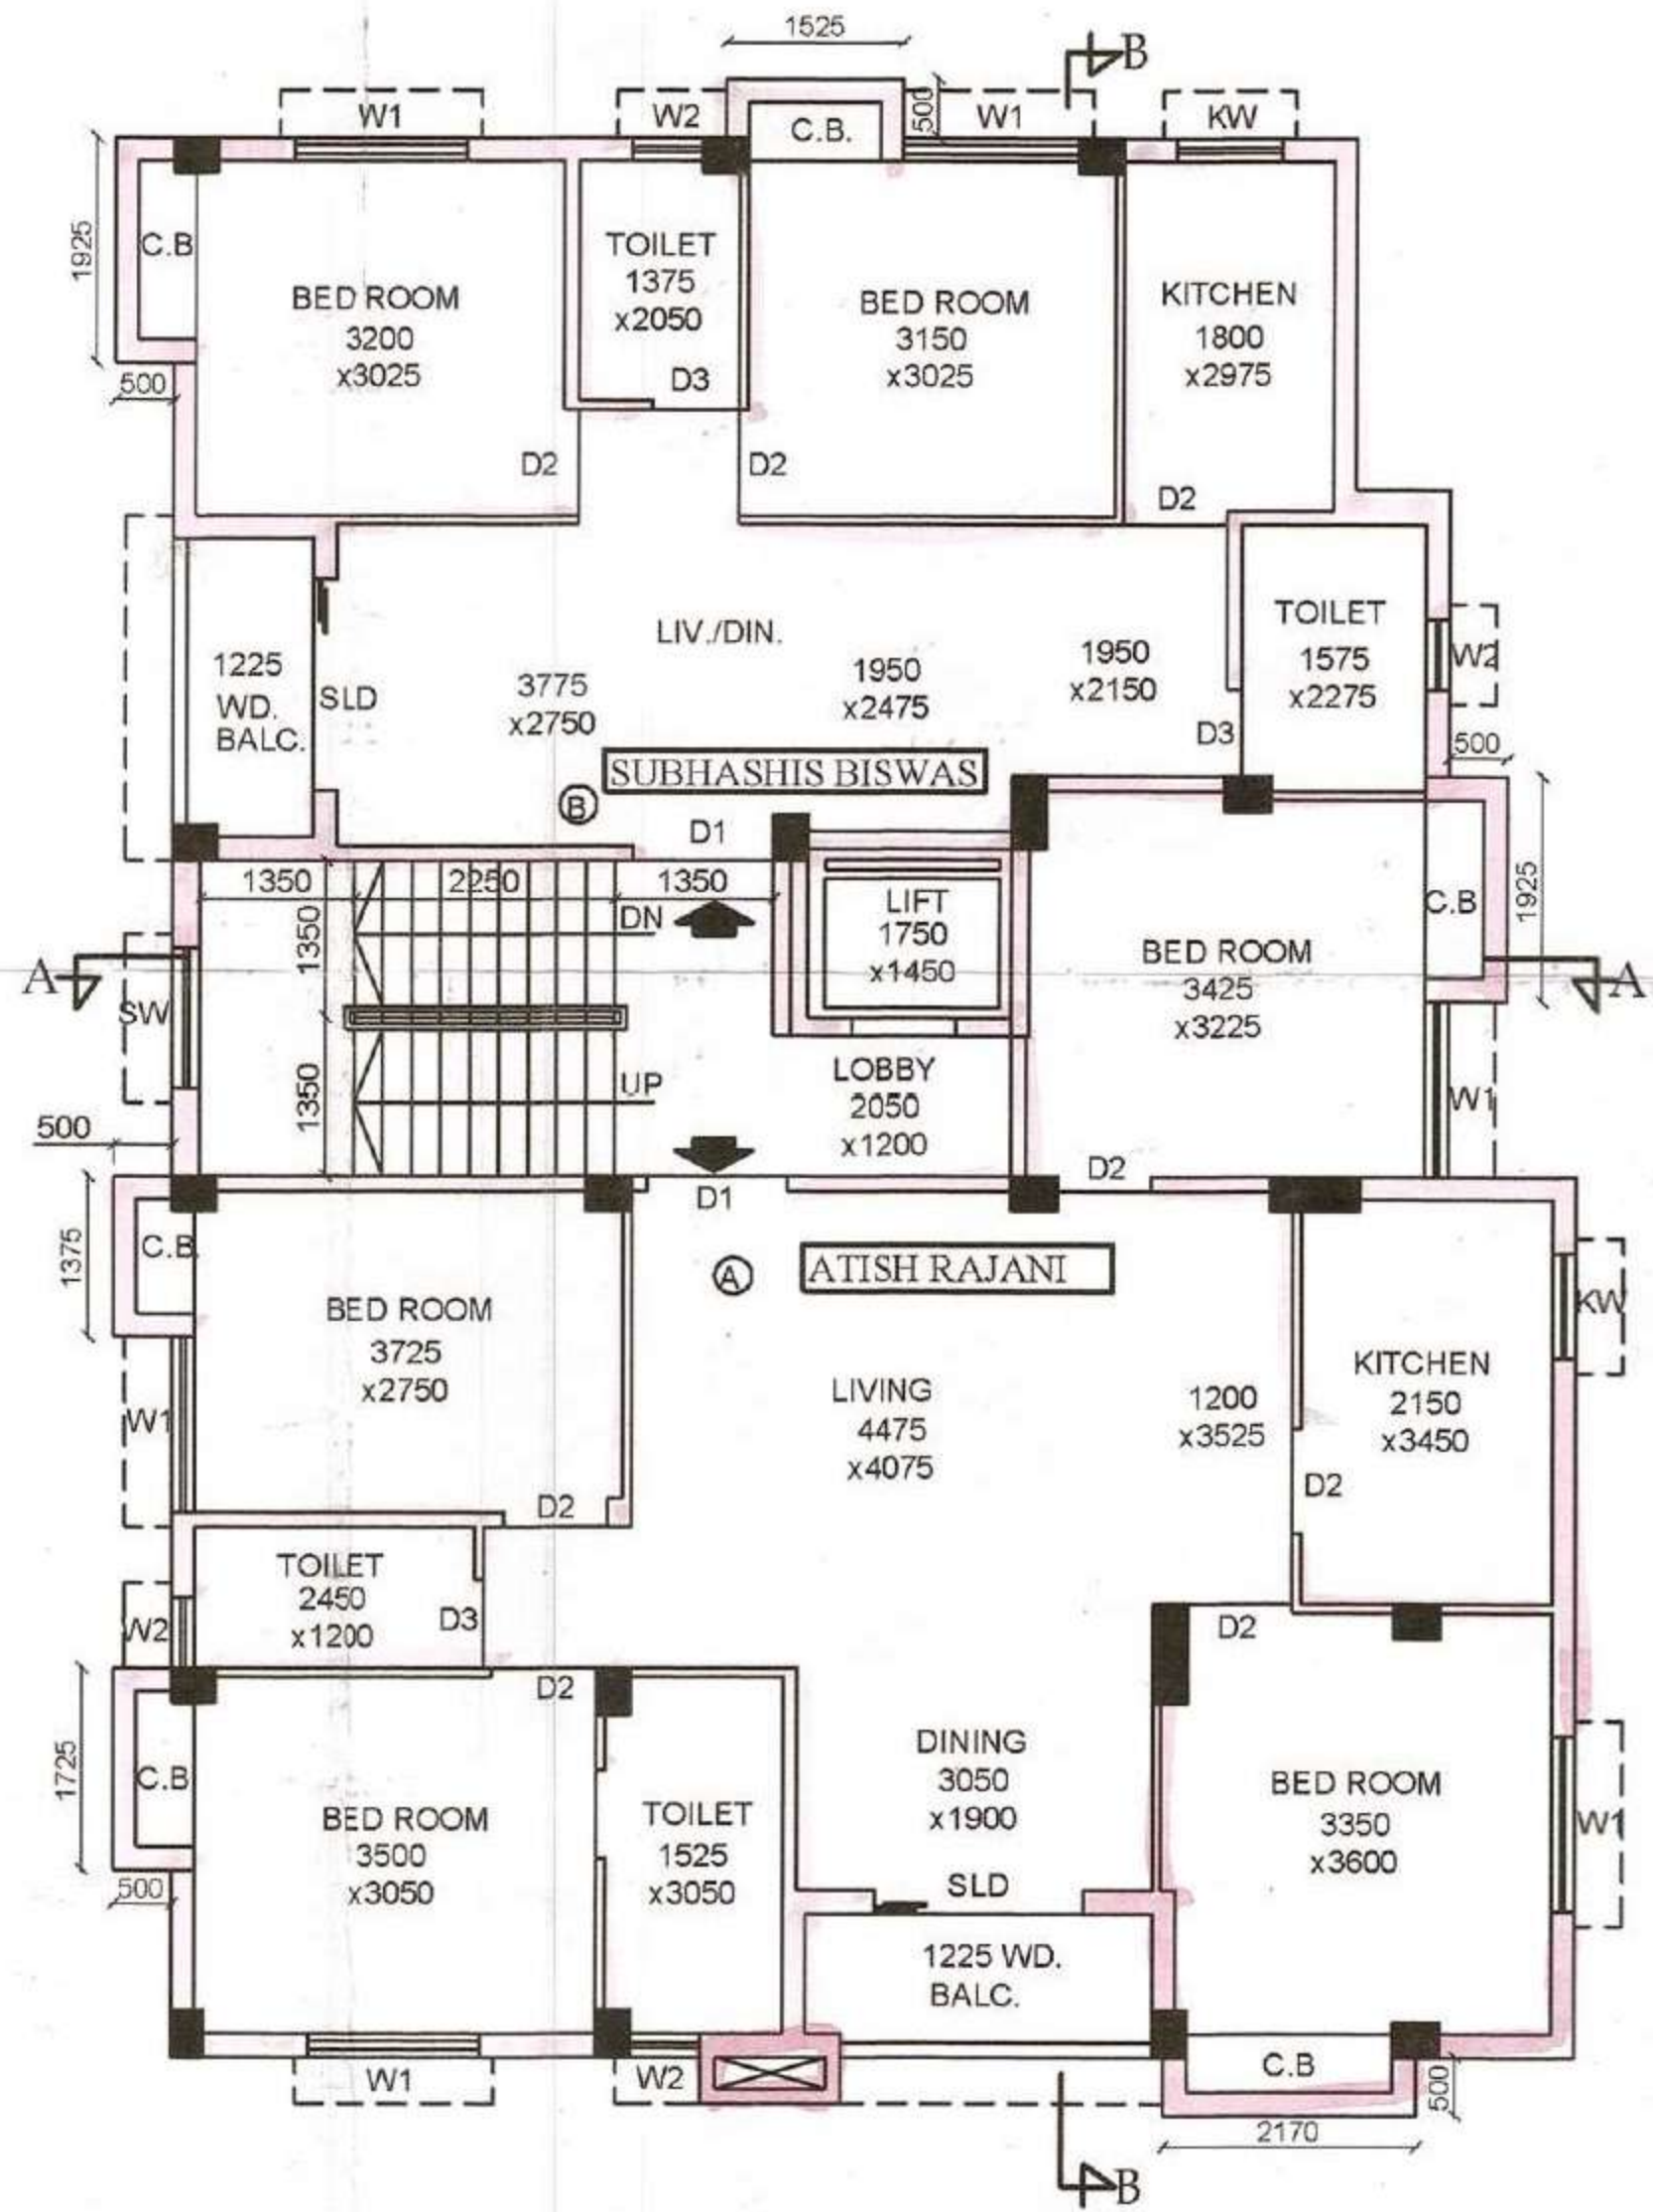 1525
B
W1
W2
C.B.
500
W1
KW
1925
C.B
BED ROOM
3200
x3025
TOILET
1375
x2050
D3
BED ROOM
3150
x3025
KITCHEN
1800
x2975
500
D2
D2
D2
1225
WD.
BALC.
SLD
LIV./DIN.
3775
x2750
1950
x2475
1950
x2150
TOILET
1575
x2275
W2
D3
500
SUBHASHIS BISWAS
B
D1
1350
2250
1350
1350
DN
LIFT
1750
x1450
BED ROOM
3425
x3225
C.B
1925
A
A
SW
1350
UP
LOBBY
2050
x1200
W1
500
D1
D2
1375
C.B
A
ATISH RAJANI
BED ROOM
3725
x2750
W1
D2
LIVING
4475
x4075
1200
x3525
KITCHEN
2150
x3450
KW
D2
TOILET
2450
x1200
D3
W2
D2
D2
1725
C.B
BED ROOM
3500
x3050
TOILET
1525
x3050
DINING
3050
x1900
SLD
BED ROOM
3350
x3600
W1
500
1225 WD.
BALC.
W1
W2
C.B
500
2170
B